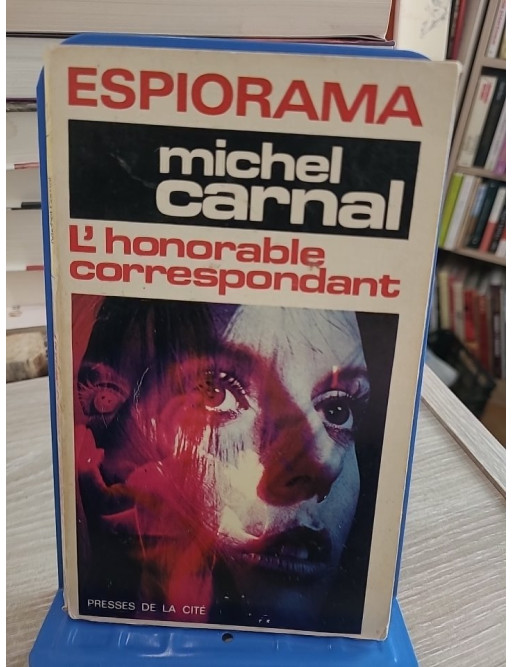 ESPIORAMA
michel
carnal
L'honorable
correspondant
PRESSES DE LA CITÉ